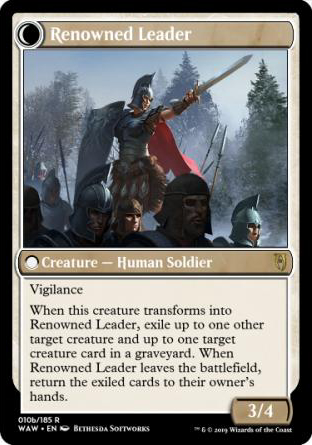 Renowned Leader
Creature — Human Soldier
Vigilance
When this creature transforms into
Renowned Leader, exile up to one other
target creature and up to one target
creature card in a graveyard. When
Renowned Leader leaves the battlefield,
return the exiled cards to their owner's
hands.
3/4
010b/185 R
WAW • EN Bethesda Softworks
™ & © 2019 Wizards of the Coast